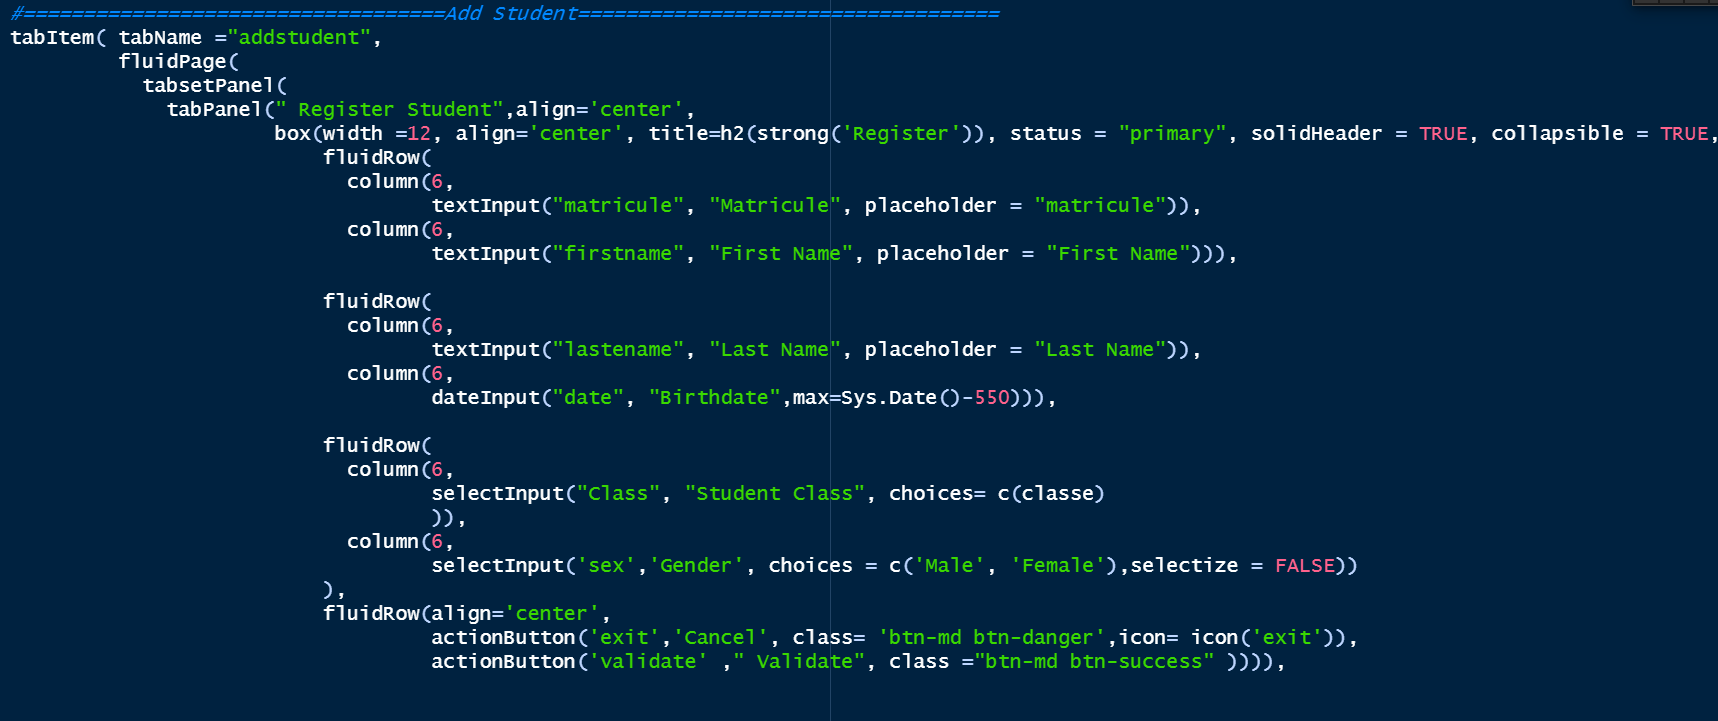 #===================================Add Student===================================
tabItem( tabName ="addstudent",
         fluidPage(
           tabsetPanel(
             tabPanel(" Register Student",align='center',
                      box(width =12, align='center', title=h2(strong('Register')), status = "primary", solidHeader = TRUE, collapsible = TRUE,
                          fluidRow(
                            column(6,
                                   textInput("matricule", "Matricule", placeholder = "matricule")),
                            column(6,
                                   textInput("firstname", "First Name", placeholder = "First Name"))),
                          fluidRow(
                            column(6,
                                   textInput("lastename", "Last Name", placeholder = "Last Name")),
                            column(6,
                                   dateInput("date", "Birthdate",max=Sys.Date()-550))),
                          fluidRow(
                            column(6,
                                   selectInput("Class", "Student Class", choices= c(classe)
                                   )),
                            column(6,
                                   selectInput('sex','Gender', choices = c('Male', 'Female'),selectize = FALSE))
                          ),
                          fluidRow(align='center',
                                   actionButton('exit','Cancel', class= 'btn-md btn-danger',icon= icon('exit')),
                                   actionButton('validate' ," Validate", class ="btn-md btn-success" )))),